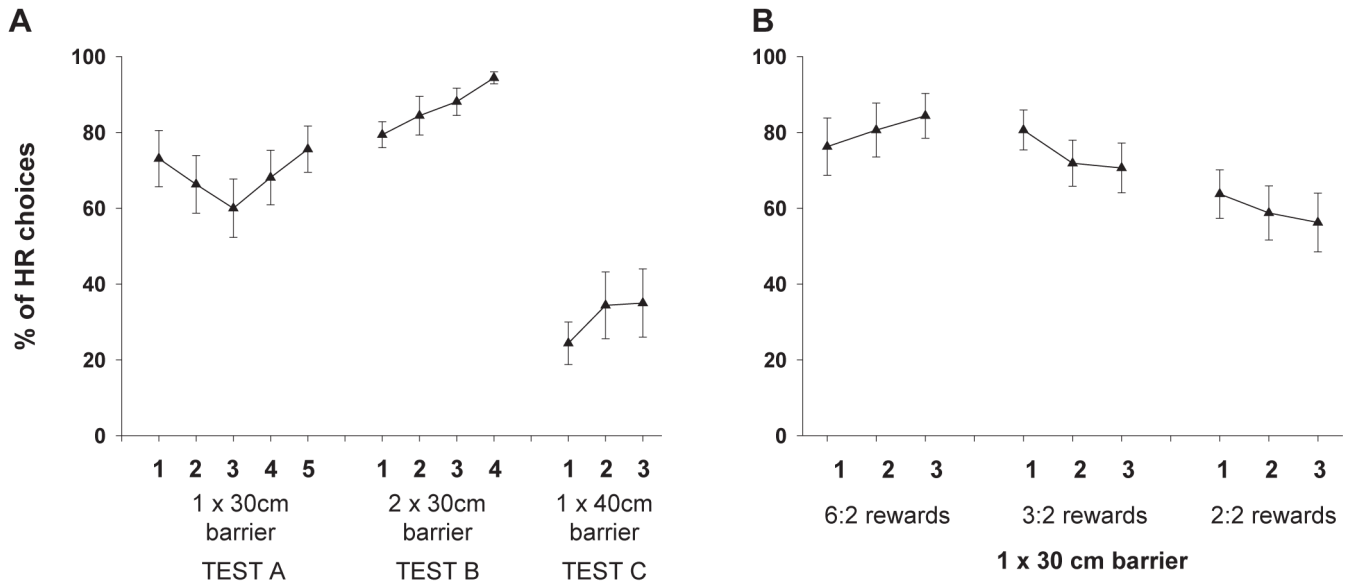 A
% of HR choices
100
80
60
40
20
0
1 2 3 4 5 1 2 3 4 1 2 3
1 x 30cm barrier
2 x 30cm barrier
1 x 40cm barrier
TEST A TEST B TEST C
B
100
80
60
40
20
0
1 2 3 1 2 3 1 2 3
6:2 rewards 3:2 rewards 2:2 rewards
1 x 30 cm barrier